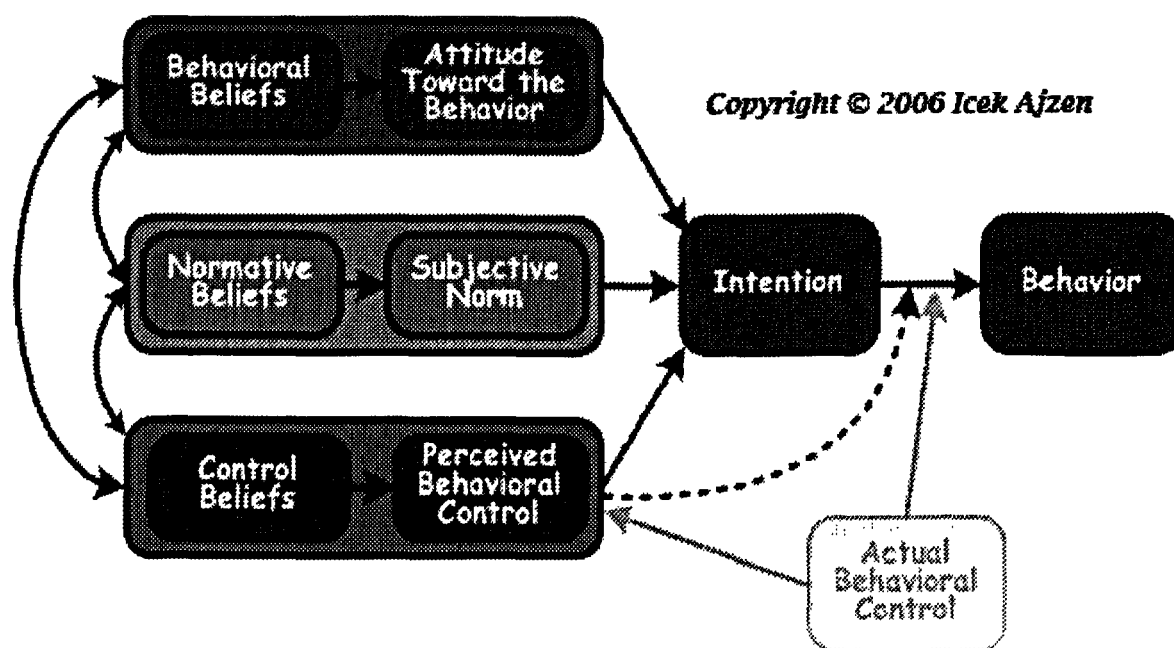 Behavioral
Beliefs
Attitude
Toward the
Behavior
Copyright © 2006 Icek Ajzen
Normative
Beliefs
Subjective
Norm
Intention
Behavior
Control
Beliefs
Perceived
Behavioral
Control
Actual
Behavioral
Control